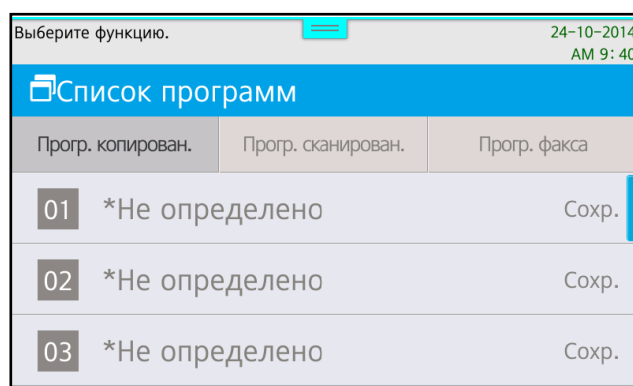 Выберите функцию. 24-10-2014
AM 9:40
Список программ
Прогр. копирован. Прогр. сканирован. Прогр. факса
01 *Не определено Сохр.
02 *Не определено Сохр.
03 *Не определено Сохр.